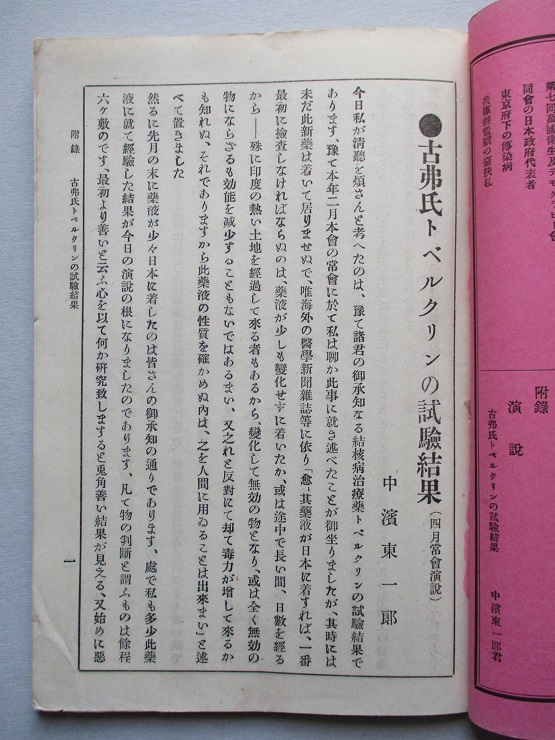 第七回萬國衛生及デモグラヒー會
同會の日本政府代表者
東京府下の傳染病
兵庫縣監獄の藁扶私
附錄
演說
古弗氏トベルクリンの試驗結果
中濱東一郎君
●古弗氏トベルクリンの試驗結果(四月常會演說)
中濱東一郎
今日私が淸聽を煩さんと考へたのは、豫て諸君の御承知なる結核病治療藥トベルクリンの試驗結果で
あります、豫て本年二月本會の常會に於て私は聊か此事に就き述べたことが御坐りましたが、其時には
未だ此新藥は着いて居りませぬで、唯海外の醫學新聞雜誌等に依り「愈々其藥液が日本に着すれば、一番
最初に撿査しなければならぬのは、藥液が少しも變化せずに着いたか、或は途中で長い間、日數を經る
から――殊に印度の熱い土地を經過して來る者もあるから、變化して無効の物となり、或は全く無効の
物にならざるも効能を減少することもないではあるまい、又之れと反對にて却て毒力が增して來るか
も知れぬ、それでありますから此藥液の性質を確かめぬ內は、之を人間に用ゐることは出來まい」と述
べて置きました
然るに先月の末に藥液が少々日本に着したのは皆さんの御承知の通りであります、處で私も多少此藥
液に就て經驗した結果が今日の演說の根になりましたのであります、凡て物の判斷と謂ふものは餘程
六ヶ敷のです、最初より善いと云ふ心を以て何か硏究致しますると兎角善い結果が見える、又始めに惡
附錄 古弗氏トベルクリンの試驗結果
一